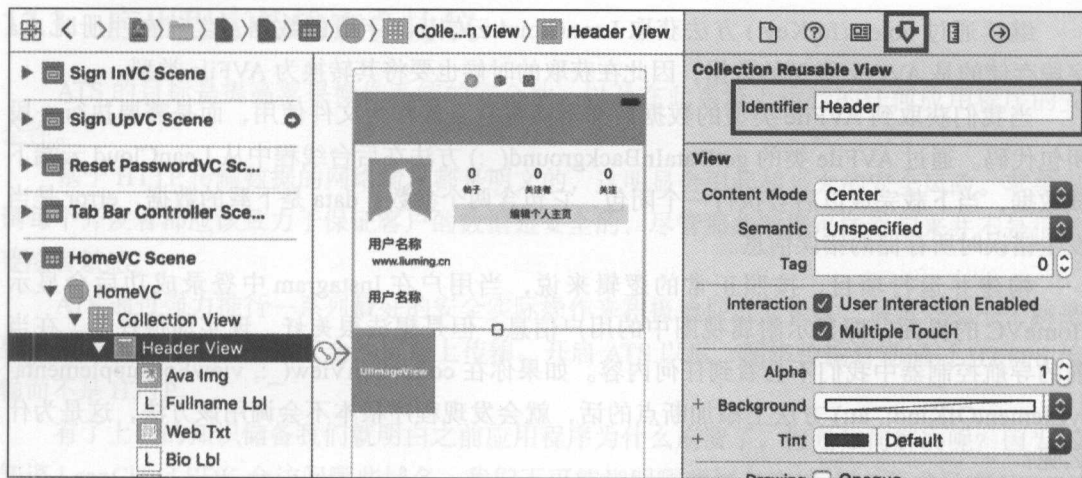 Colle...n View
Header View
Sign InVC Scene
Sign UpVC Scene
Reset PasswordVC Sc...
Tab Bar Controller Sce...
HomeVC Scene
HomeVC
Collection View
Header View
Awa Img
L Fullname Lbl
Web Txt
L Bio Lbl
0 0 0
帖子 关注者 关注
编辑个人主页
用户名称
www.liuming.cn
用户名称
UIImageView
Collection Reusable View
Identifier Header
View
Content Mode Center
Semantic Unspecified
Tag 0
Interaction User Interaction Enabled
Multiple Touch
Alpha 1
+ Background
+ Tint Default